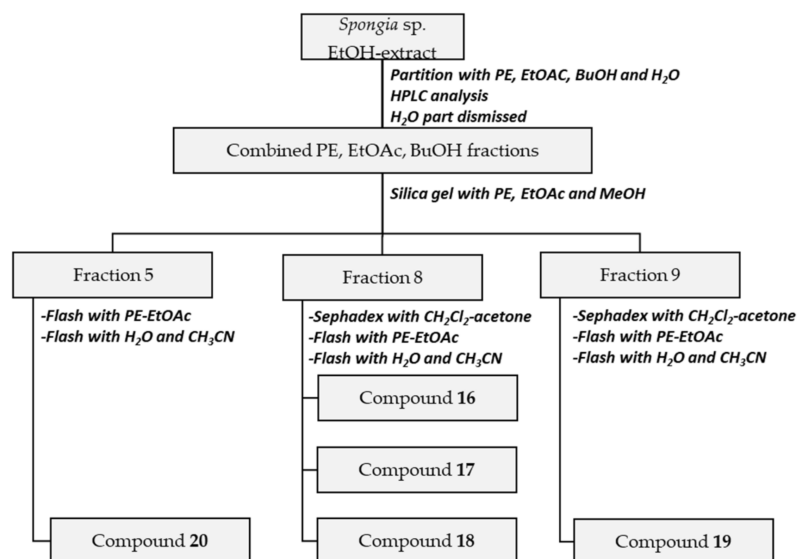 Spongia sp.
EtOH-extract
Partition with PE, EtOAC, BuOH and H₂O
HPLC analysis
H₂O part dismissed
Combined PE, EtOAc, BuOH fractions
Silica gel with PE, EtOAc and MeOH
Fraction 5
-Flash with PE-EtOAc
-Flash with H₂O and CH₃CN
Fraction 8
-Sephadex with CH₂Cl₂-acetone
-Flash with PE-EtOAc
-Flash with H₂O and CH₃CN
Fraction 9
-Sephadex with CH₂Cl₂-acetone
-Flash with PE-EtOAc
-Flash with H₂O and CH₃CN
Compound 16
Compound 17
Compound 20
Compound 18
Compound 19